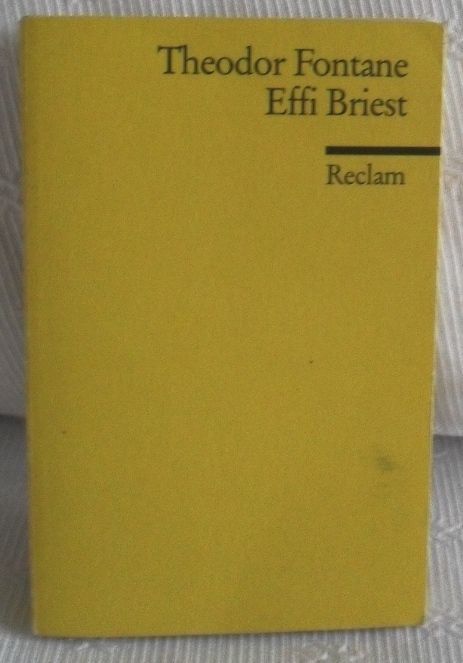 Theodor Fontane
Effi Briest
Reclam